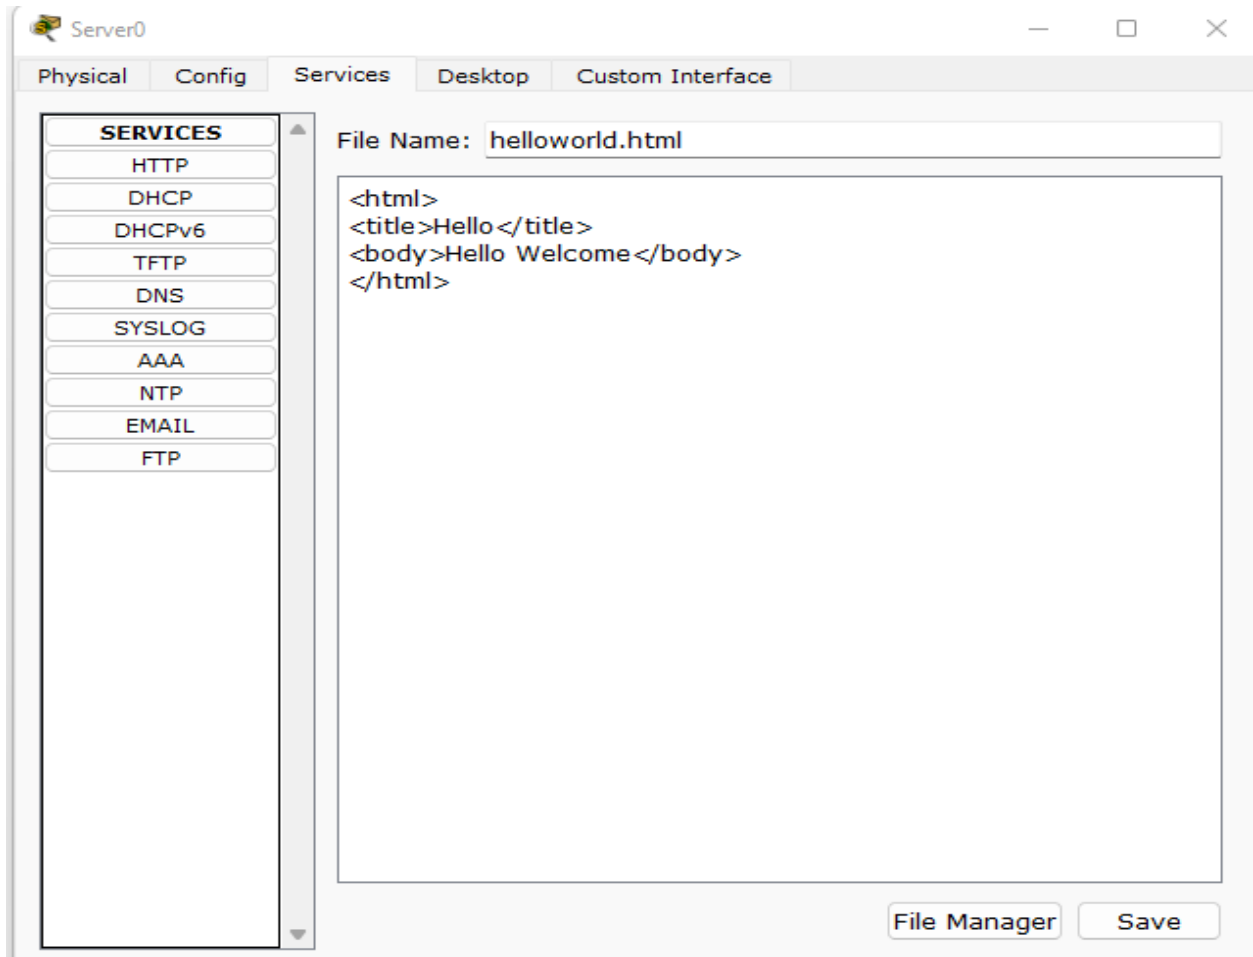 Server0
Physical Config Services Desktop Custom Interface
SERVICES
HTTP
DHCP
DHCPv6
TFTP
DNS
SYSLOG
AAA
NTP
EMAIL
FTP
File Name: helloworld.html
<html>
<title>Hello</title>
<body>Hello Welcome</body>
</html>
File Manager Save